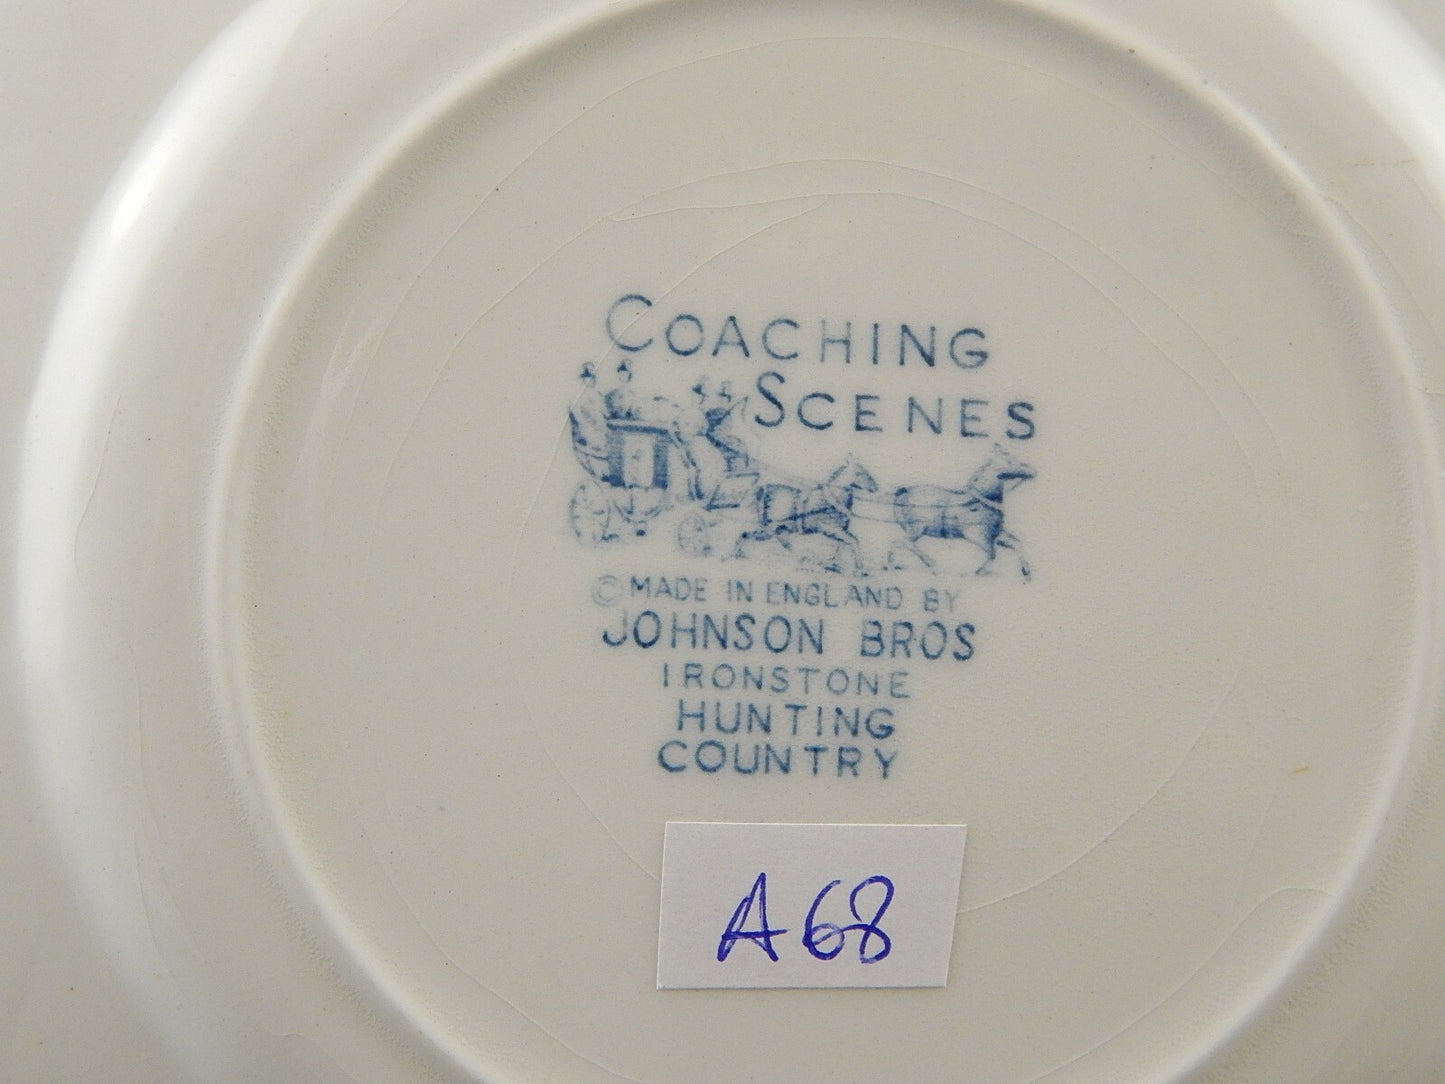 COACHING
SCENES
© MADE IN ENGLAND BY
JOHNSON BROS
IRONSTONE
HUNTING
COUNTRY
A68